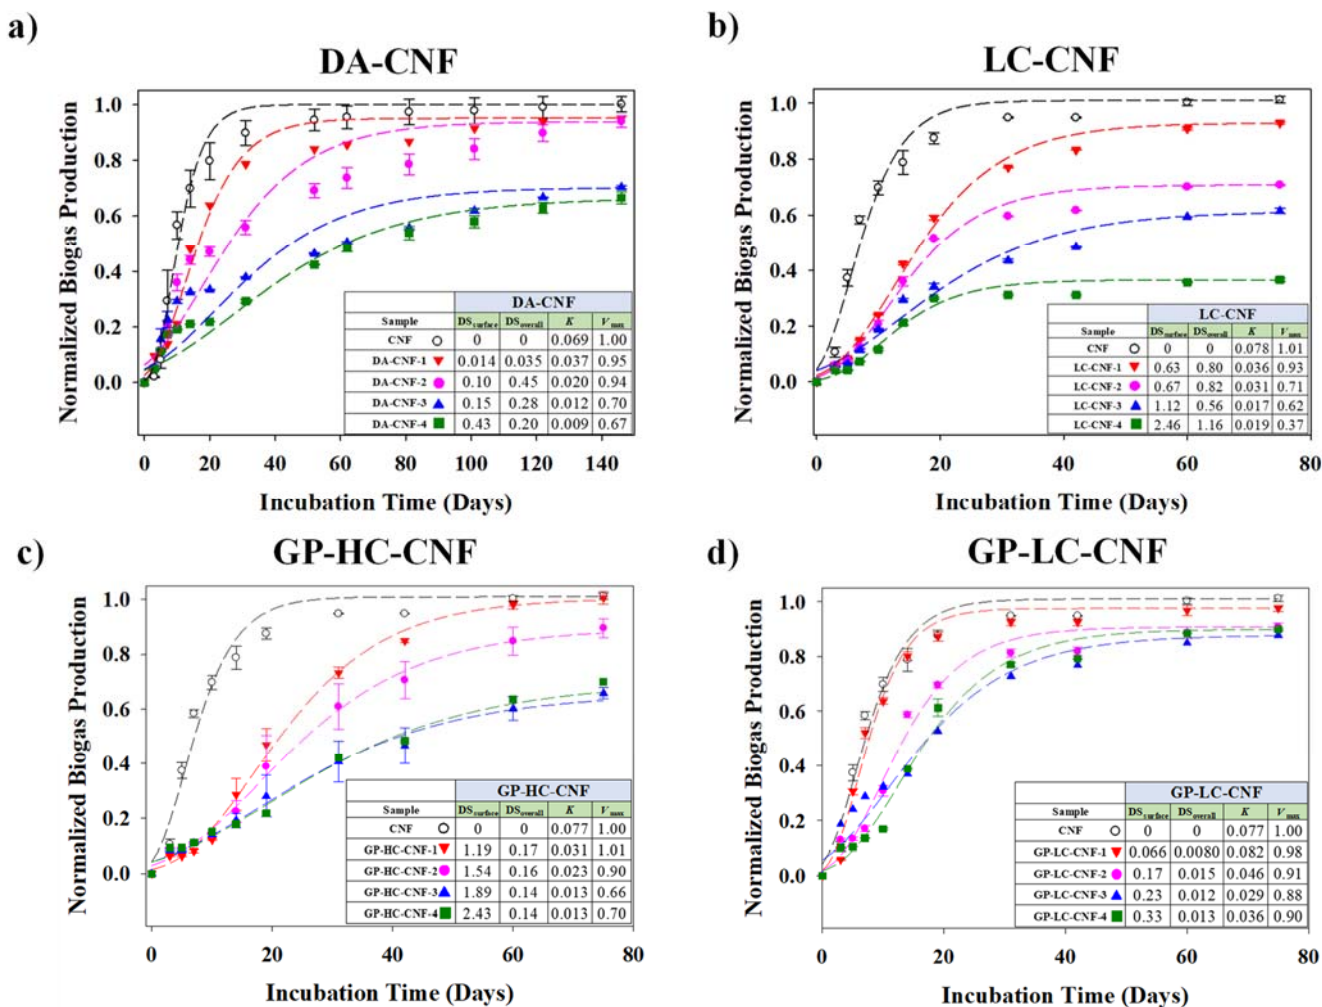 a)
DA-CNF
Normalized Biogas Production
1.0
0.8
0.6
0.4
0.2
0.0
0 20 40 60 80 100 120 140
Incubation Time (Days)
DA-CNF
Sample DSsurface DSoverall K Vmax
CNF 0 0 0.069 1.00
DA-CNF-1 0.014 0.035 0.037 0.95
DA-CNF-2 0.10 0.45 0.020 0.94
DA-CNF-3 0.15 0.28 0.012 0.70
DA-CNF-4 0.43 0.20 0.009 0.67
b)
LC-CNF
Normalized Biogas Production
1.0
0.8
0.6
0.4
0.2
0.0
0 20 40 60 80
Incubation Time (Days)
LC-CNF
Sample DSsurface DSoverall K Vmax
CNF 0 0 0.078 1.01
LC-CNF-1 0.63 0.80 0.036 0.93
LC-CNF-2 0.67 0.82 0.031 0.71
LC-CNF-3 1.12 0.56 0.017 0.62
LC-CNF-4 2.46 1.16 0.019 0.37
c)
GP-HC-CNF
Normalized Biogas Production
1.0
0.8
0.6
0.4
0.2
0.0
0 20 40 60 80
Incubation Time (Days)
GP-HC-CNF
Sample DSsurface DSoverall K Vmax
CNF 0 0 0.077 1.00
GP-HC-CNF-1 1.19 0.17 0.031 1.01
GP-HC-CNF-2 1.54 0.16 0.023 0.90
GP-HC-CNF-3 1.89 0.14 0.013 0.66
GP-HC-CNF-4 2.43 0.14 0.013 0.70
d)
GP-LC-CNF
Normalized Biogas Production
1.0
0.8
0.6
0.4
0.2
0.0
0 20 40 60 80
Incubation Time (Days)
GP-LC-CNF
Sample DSsurface DSoverall K Vmax
CNF 0 0 0.077 1.00
GP-LC-CNF-1 0.066 0.0080 0.082 0.98
GP-LC-CNF-2 0.17 0.015 0.046 0.91
GP-LC-CNF-3 0.23 0.012 0.029 0.88
GP-LC-CNF-4 0.33 0.013 0.036 0.90